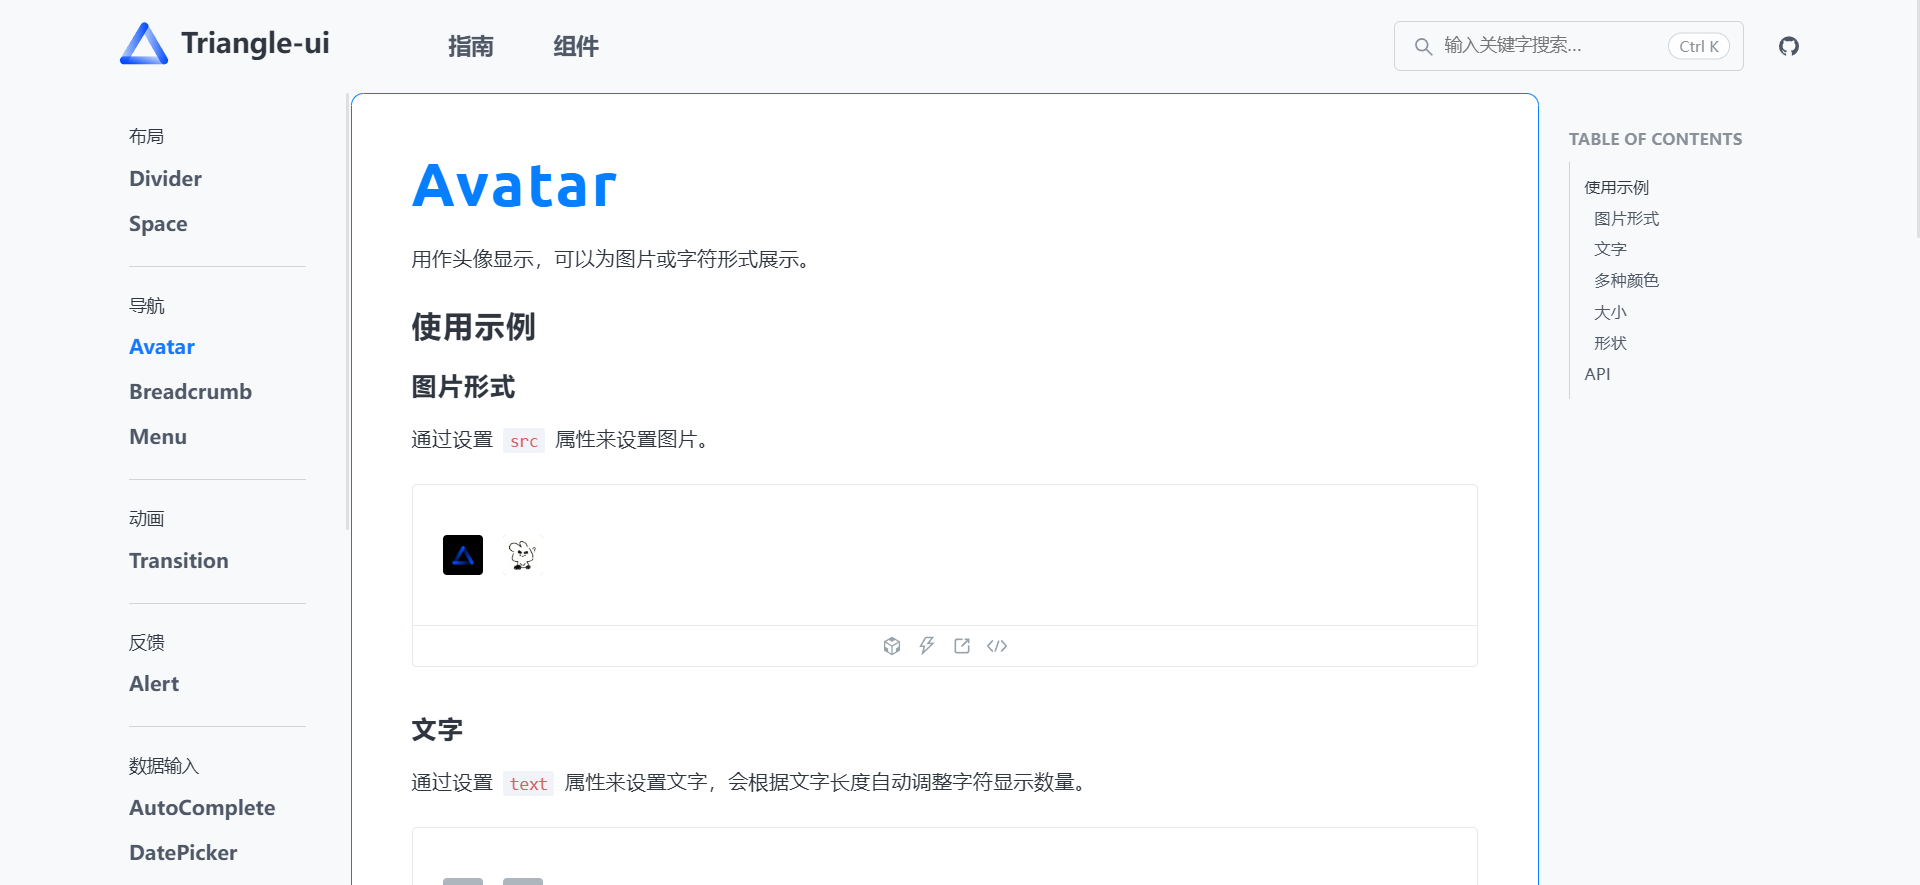 Triangle-ui
指南
组件
输入关键字搜索...
Ctrl K
布局
Divider
Space
导航
Avatar
Breadcrumb
Menu
动画
Transition
反馈
Alert
数据输入
AutoComplete
DatePicker
Avatar
用作头像显示，可以为图片或字符形式展示。
使用示例
图片形式
通过设置 src 属性来设置图片。
文字
通过设置 text 属性来设置文字，会根据文字长度自动调整字符显示数量。
TABLE OF CONTENTS
使用示例
图片形式
文字
多种颜色
大小
形状
API